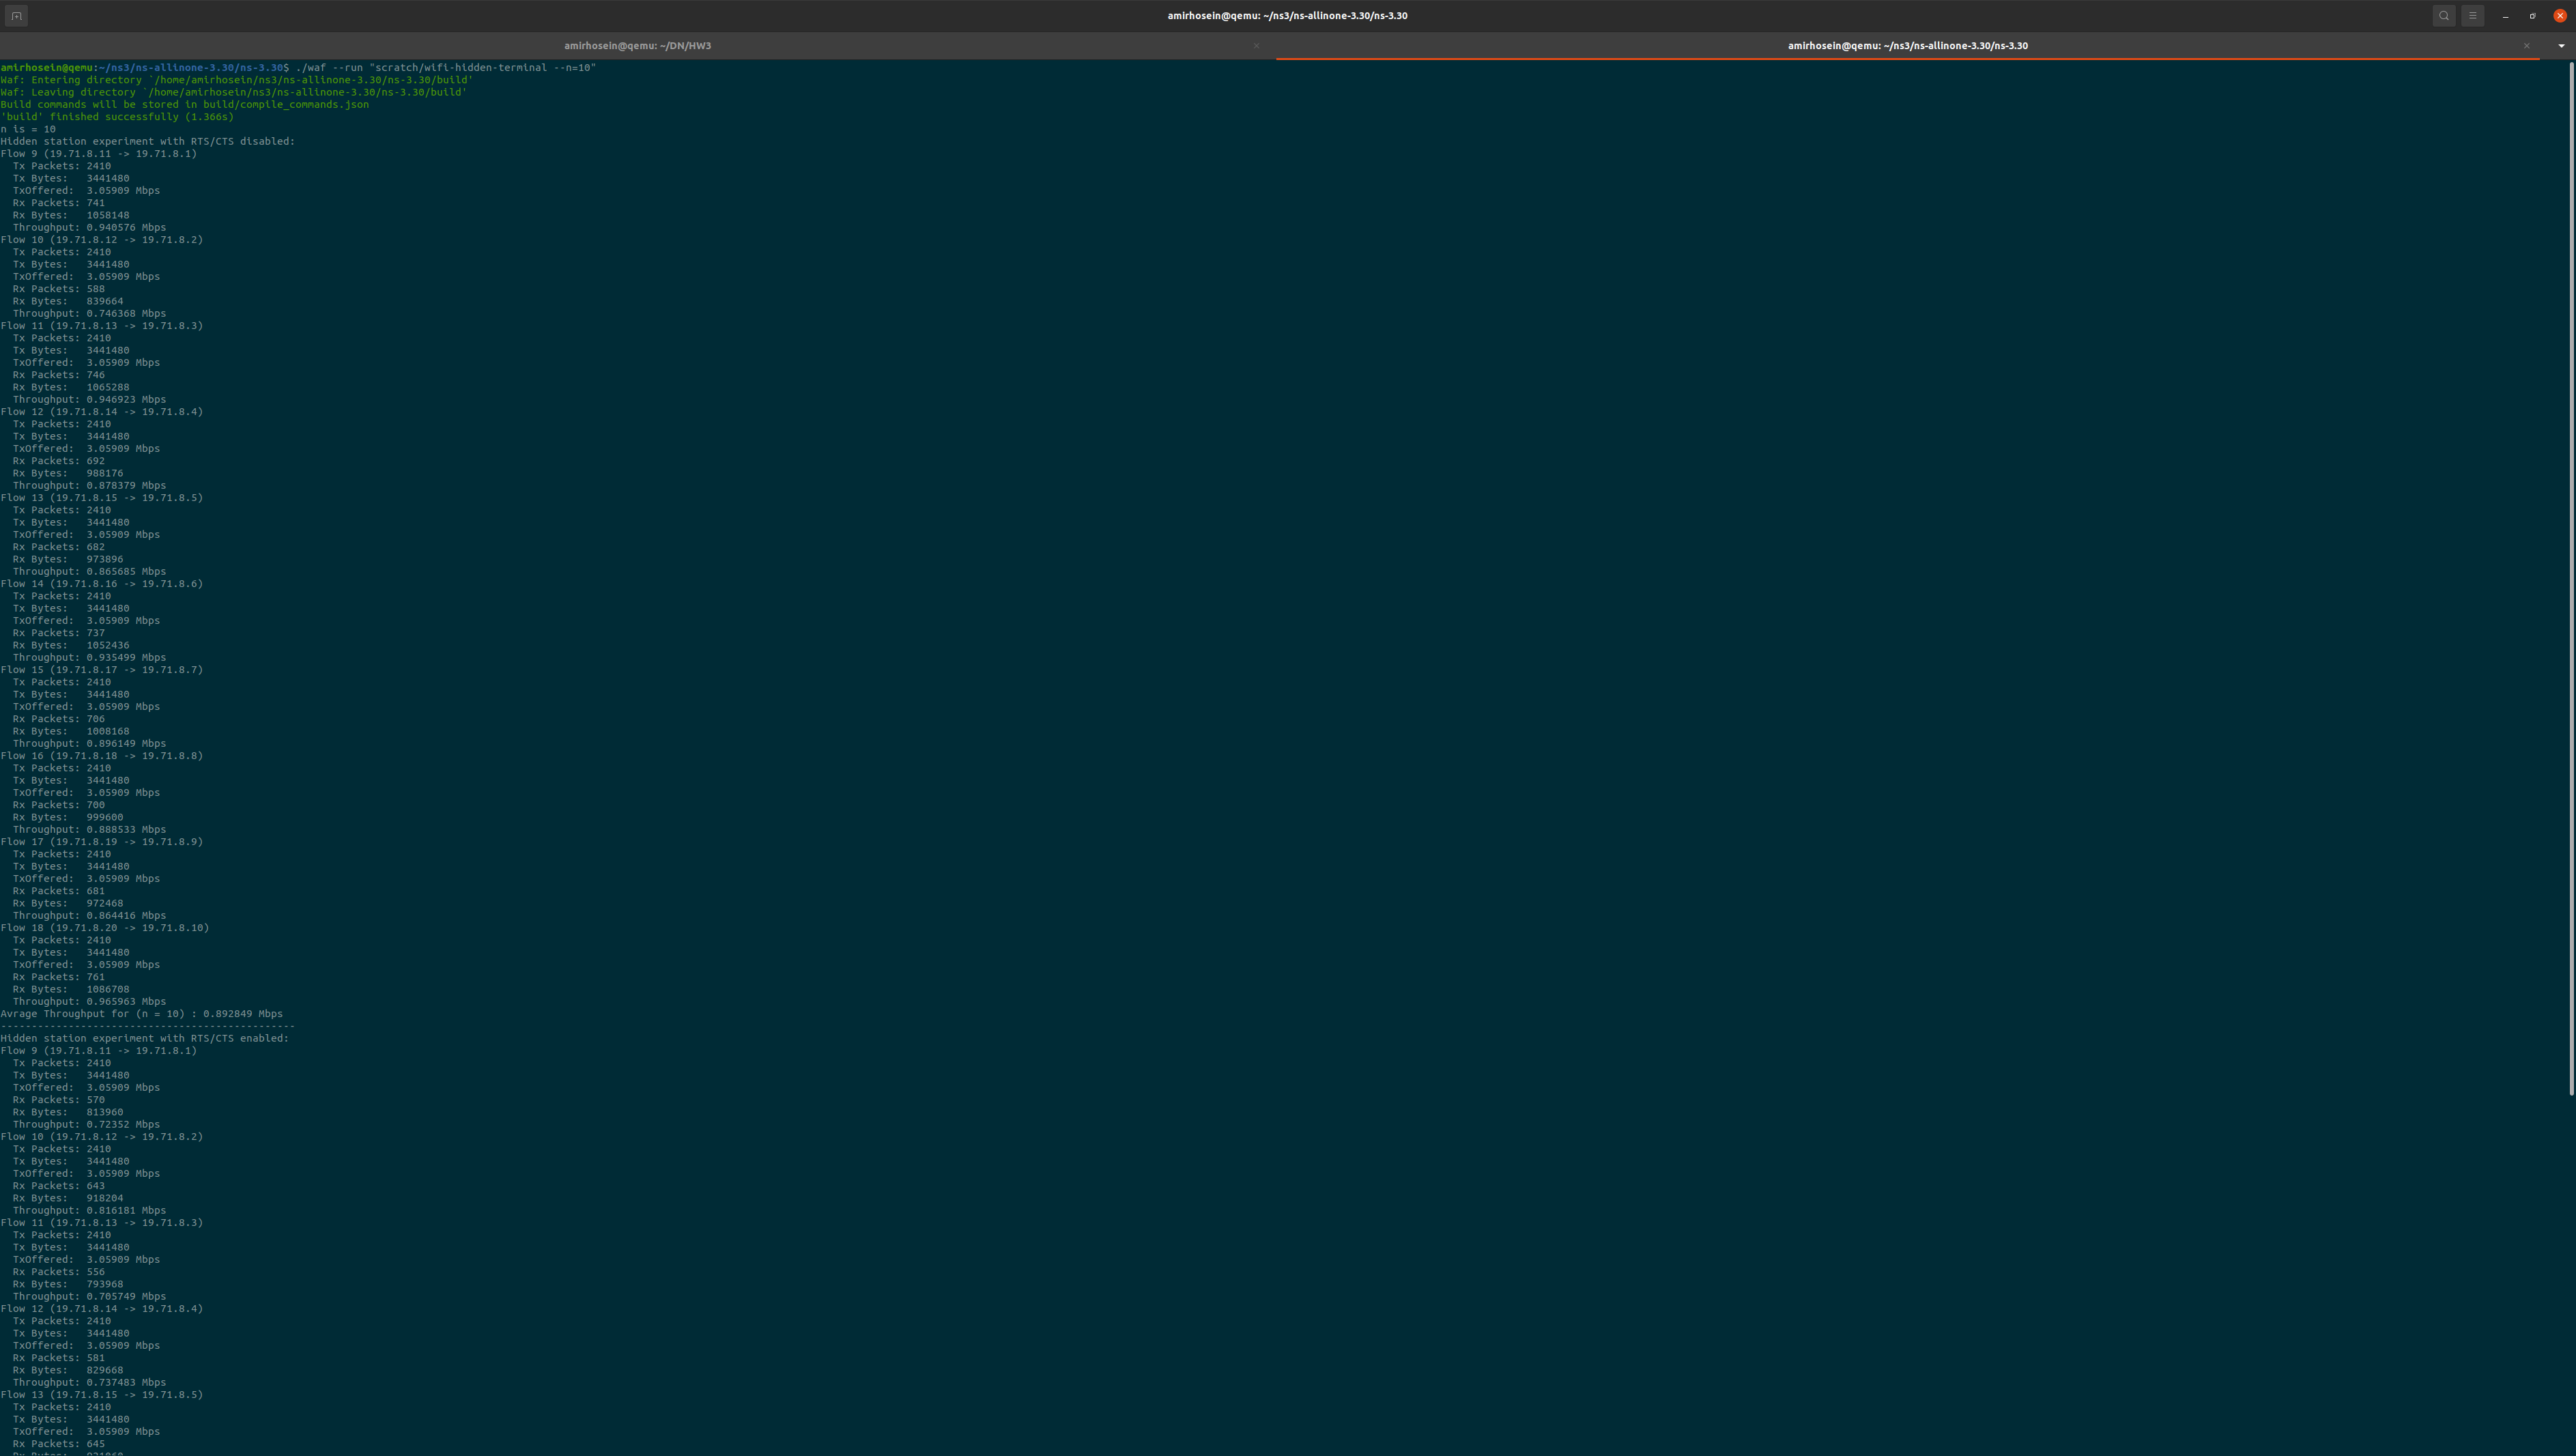 amirhosein@qemu: ~/ns3/ns-allinone-3.30/ns-3.30
amirhosein@qemu: ~/DN/HW3
amirhosein@qemu: ~/ns3/ns-allinone-3.30/ns-3.30
amirhosein@qemu:~/ns3/ns-allinone-3.30/ns-3.30$ ./waf --run "scratch/wifi-hidden-terminal --n=10"
Waf: Entering directory `/home/amirhosein/ns3/ns-allinone-3.30/ns-3.30/build'
Waf: Leaving directory `/home/amirhosein/ns3/ns-allinone-3.30/ns-3.30/build'
Build commands will be stored in build/compile_commands.json
'build' finished successfully (1.366s)
n is = 10
Hidden station experiment with RTS/CTS disabled:
Flow 9 (19.71.8.11 -> 19.71.8.1)
  Tx Packets: 2410
  Tx Bytes:   3441480
  TxOffered:  3.05909 Mbps
  Rx Packets: 741
  Rx Bytes:   1058148
  Throughput: 0.940576 Mbps
Flow 10 (19.71.8.12 -> 19.71.8.2)
  Tx Packets: 2410
  Tx Bytes:   3441480
  TxOffered:  3.05909 Mbps
  Rx Packets: 588
  Rx Bytes:   839664
  Throughput: 0.746368 Mbps
Flow 11 (19.71.8.13 -> 19.71.8.3)
  Tx Packets: 2410
  Tx Bytes:   3441480
  TxOffered:  3.05909 Mbps
  Rx Packets: 746
  Rx Bytes:   1065288
  Throughput: 0.946923 Mbps
Flow 12 (19.71.8.14 -> 19.71.8.4)
  Tx Packets: 2410
  Tx Bytes:   3441480
  TxOffered:  3.05909 Mbps
  Rx Packets: 692
  Rx Bytes:   988176
  Throughput: 0.878379 Mbps
Flow 13 (19.71.8.15 -> 19.71.8.5)
  Tx Packets: 2410
  Tx Bytes:   3441480
  TxOffered:  3.05909 Mbps
  Rx Packets: 682
  Rx Bytes:   973896
  Throughput: 0.865685 Mbps
Flow 14 (19.71.8.16 -> 19.71.8.6)
  Tx Packets: 2410
  Tx Bytes:   3441480
  TxOffered:  3.05909 Mbps
  Rx Packets: 737
  Rx Bytes:   1052436
  Throughput: 0.935499 Mbps
Flow 15 (19.71.8.17 -> 19.71.8.7)
  Tx Packets: 2410
  Tx Bytes:   3441480
  TxOffered:  3.05909 Mbps
  Rx Packets: 706
  Rx Bytes:   1008168
  Throughput: 0.896149 Mbps
Flow 16 (19.71.8.18 -> 19.71.8.8)
  Tx Packets: 2410
  Tx Bytes:   3441480
  TxOffered:  3.05909 Mbps
  Rx Packets: 700
  Rx Bytes:   999600
  Throughput: 0.888533 Mbps
Flow 17 (19.71.8.19 -> 19.71.8.9)
  Tx Packets: 2410
  Tx Bytes:   3441480
  TxOffered:  3.05909 Mbps
  Rx Packets: 681
  Rx Bytes:   972468
  Throughput: 0.864416 Mbps
Flow 18 (19.71.8.20 -> 19.71.8.10)
  Tx Packets: 2410
  Tx Bytes:   3441480
  TxOffered:  3.05909 Mbps
  Rx Packets: 761
  Rx Bytes:   1086708
  Throughput: 0.965963 Mbps
Avrage Throughput for (n = 10) : 0.892849 Mbps
------------------------------------------------
Hidden station experiment with RTS/CTS enabled:
Flow 9 (19.71.8.11 -> 19.71.8.1)
  Tx Packets: 2410
  Tx Bytes:   3441480
  TxOffered:  3.05909 Mbps
  Rx Packets: 570
  Rx Bytes:   813960
  Throughput: 0.72352 Mbps
Flow 10 (19.71.8.12 -> 19.71.8.2)
  Tx Packets: 2410
  Tx Bytes:   3441480
  TxOffered:  3.05909 Mbps
  Rx Packets: 643
  Rx Bytes:   918204
  Throughput: 0.816181 Mbps
Flow 11 (19.71.8.13 -> 19.71.8.3)
  Tx Packets: 2410
  Tx Bytes:   3441480
  TxOffered:  3.05909 Mbps
  Rx Packets: 556
  Rx Bytes:   793968
  Throughput: 0.705749 Mbps
Flow 12 (19.71.8.14 -> 19.71.8.4)
  Tx Packets: 2410
  Tx Bytes:   3441480
  TxOffered:  3.05909 Mbps
  Rx Packets: 581
  Rx Bytes:   829668
  Throughput: 0.737483 Mbps
Flow 13 (19.71.8.15 -> 19.71.8.5)
  Tx Packets: 2410
  Tx Bytes:   3441480
  TxOffered:  3.05909 Mbps
  Rx Packets: 645